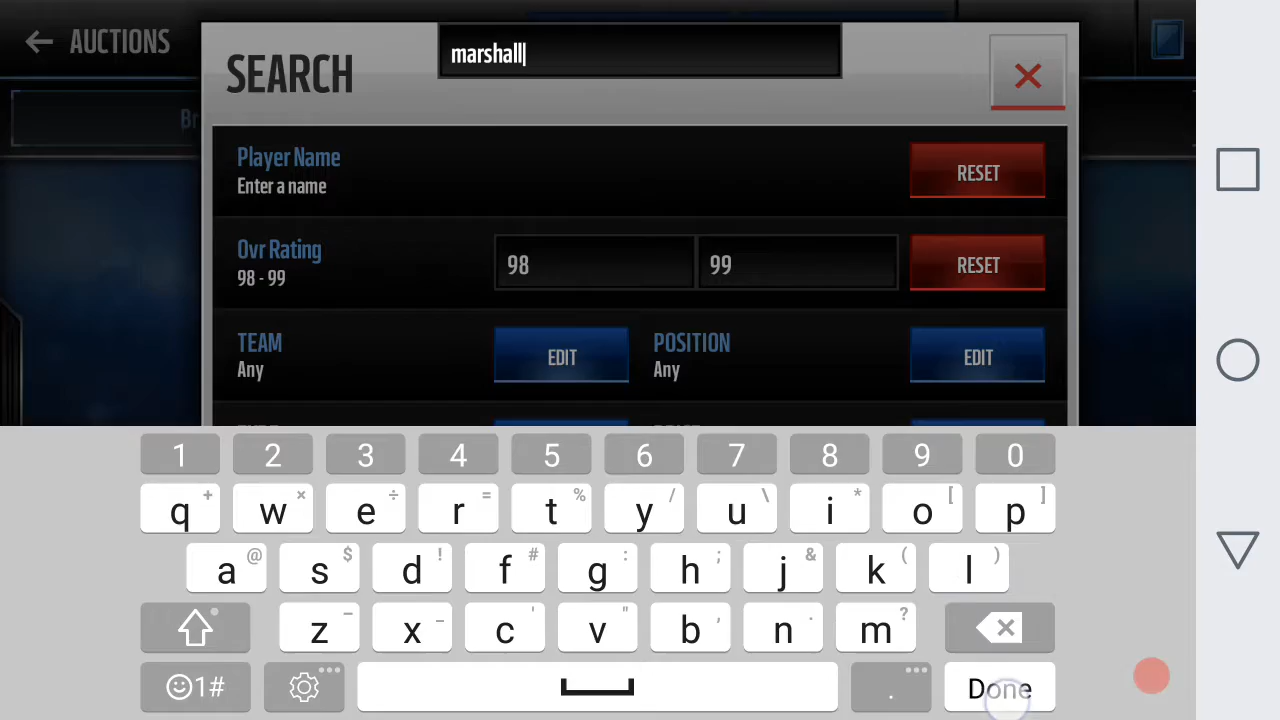 AUCTIONS
SEARCH
marshall
Br
Player Name
Enter a name
RESET
Ovr Rating
98 - 99
98
99
RESET
TEAM
Any
EDIT
POSITION
Any
EDIT
1 2 3 4 5 6 7 8 9 0
q + w × e ÷ r = t % y / u \ i * o [ p ]
a @ s $ d ! f # g : h ; j & k ( l )
z - x _ c ' v " b , n . m ?
1# . Done